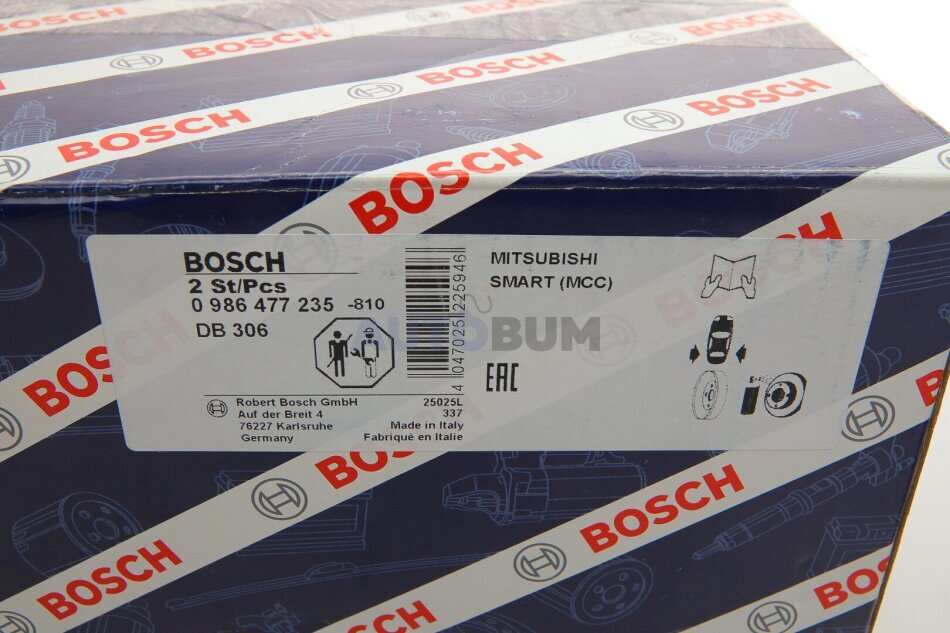 BOSCH
BOSCH
BOSCH
BOSCH
BOSCH
BOSCH
BOSCH
BOSCH
2 St/Pcs
0 986 477 235 -810
DB 306
4 047025 225946
MITSUBISHI
SMART (MCC)
AUTOBUM
EAC
Robert Bosch GmbH
Auf der Breit 4
76227 Karlsruhe
Germany
25025L
337
Made in Italy
Fabriqué en Italie
BOSCH
BOSCH
BOSCH
BOSCH